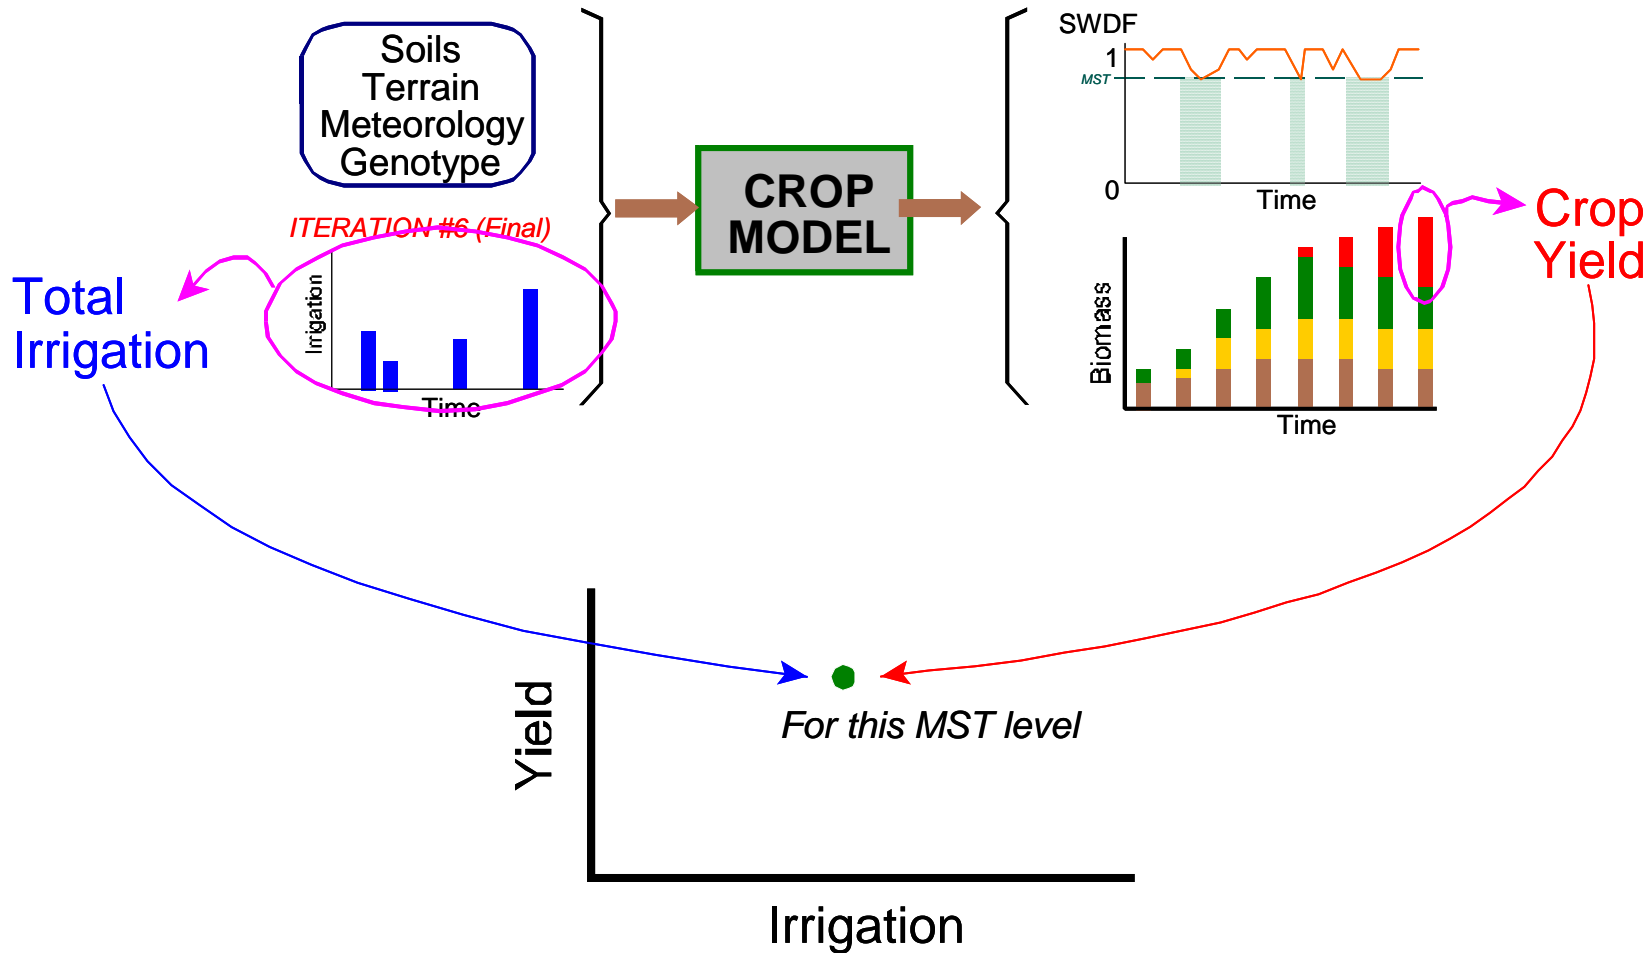 Soils
Terrain
Meteorology
Genotype
ITERATION #6 (Final)
Irrigation
Time
Total
Irrigation
CROP
MODEL
SWDF
1
MST
0
Time
Biomass
Time
Crop
Yield
For this MST level
Yield
Irrigation